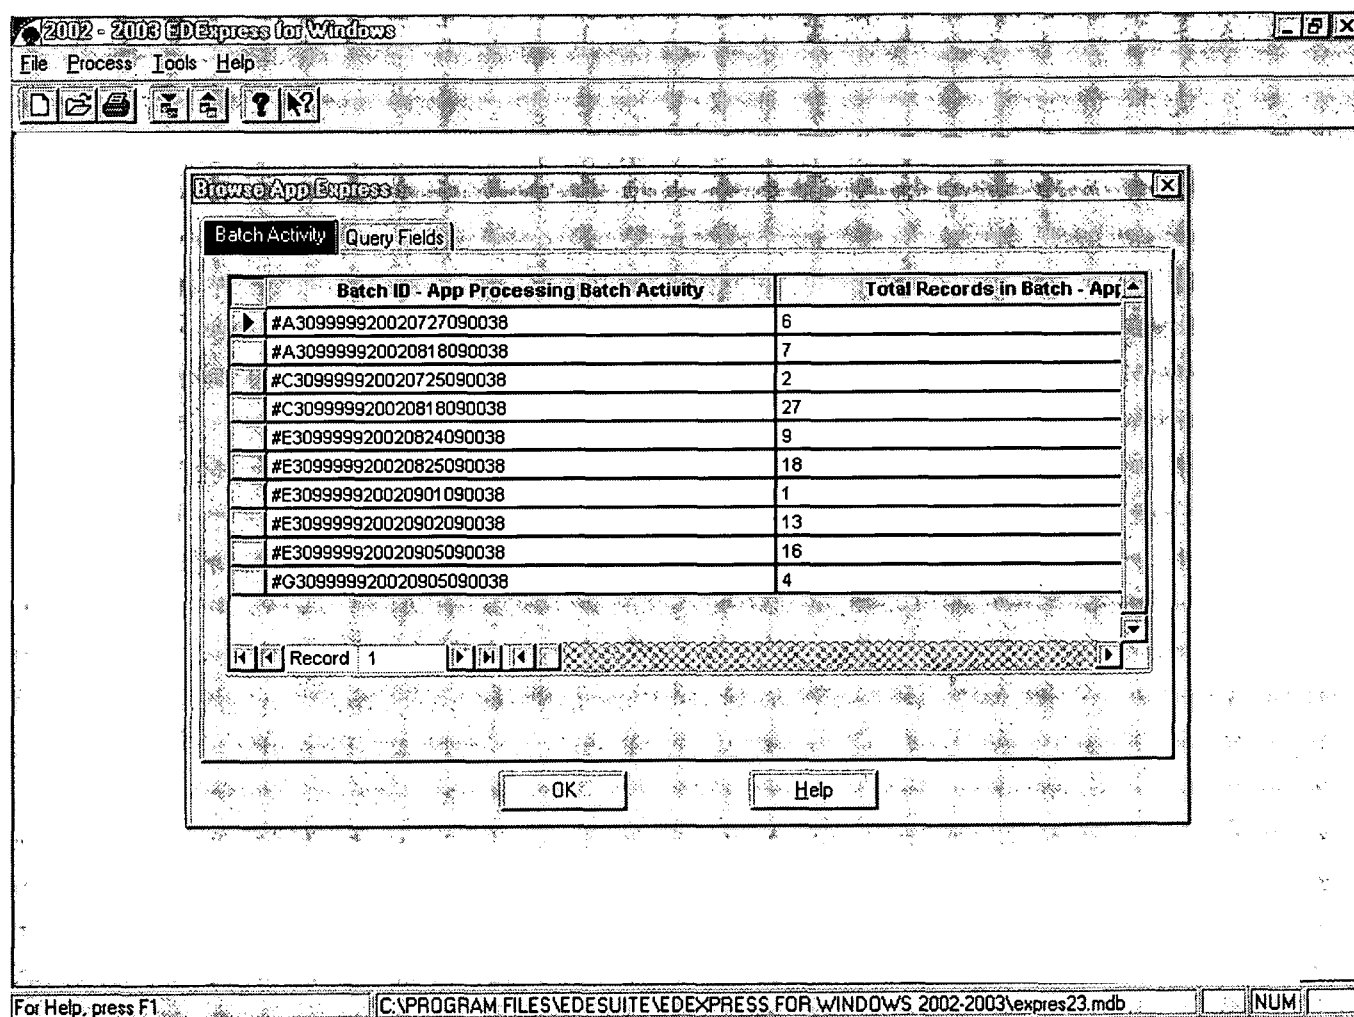 2002 - 2003 EDExpress for Windows
File Process Tools Help
Browse App Express
Batch Activity Query Fields
Batch ID - App Processing Batch Activity Total Records in Batch - App
#A309999920020727090038 6
#A309999920020818090038 7
#C309999920020725090038 2
#C309999920020818090038 27
#E309999920020824090038 9
#E309999920020825090038 18
#E309999920020901090038 1
#E309999920020902090038 13
#E309999920020905090038 16
#G309999920020905090038 4
Record 1
OK Help
For Help, press F1 C:\PROGRAM FILES\EDESUITE\EDEXPRESS FOR WINDOWS 2002-2003\expres23.mdb NUM